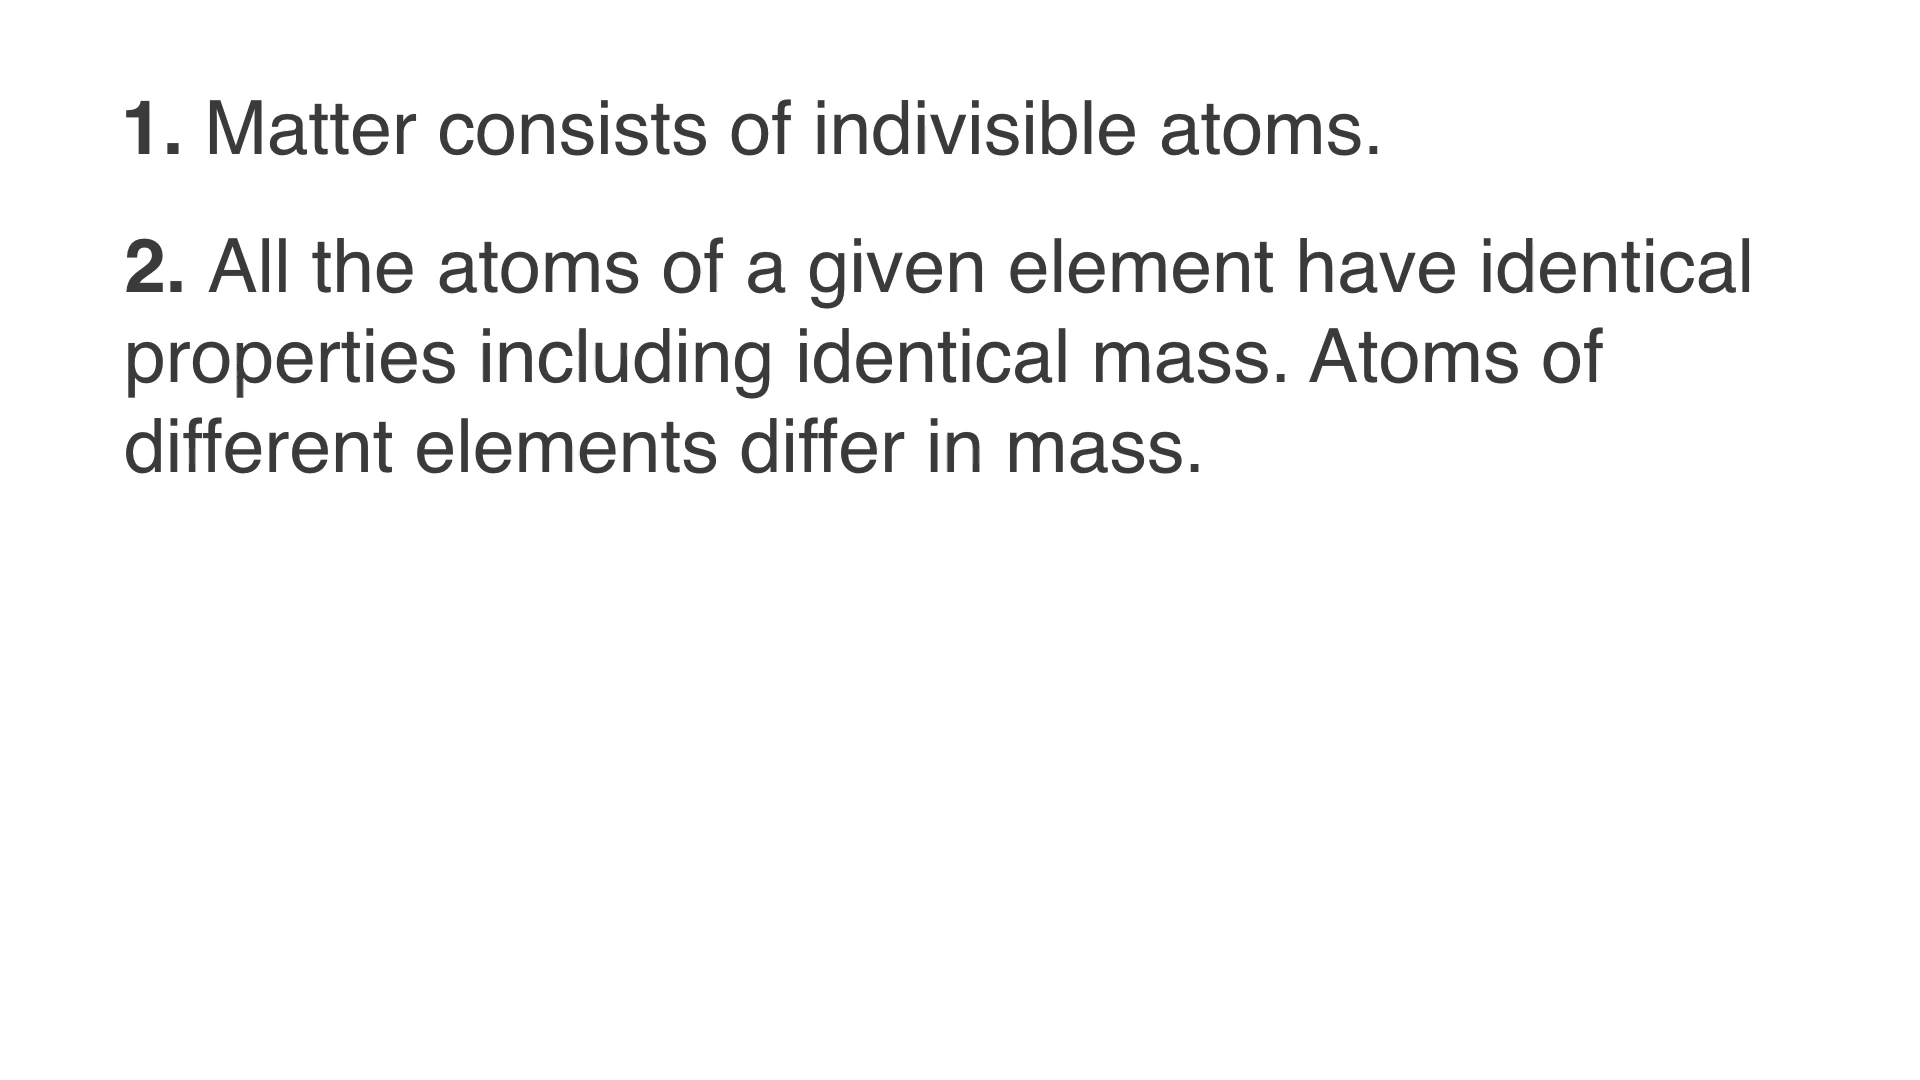 1. Matter consists of indivisible atoms.
2. All the atoms of a given element have identical
properties including identical mass. Atoms of
different elements differ in mass.